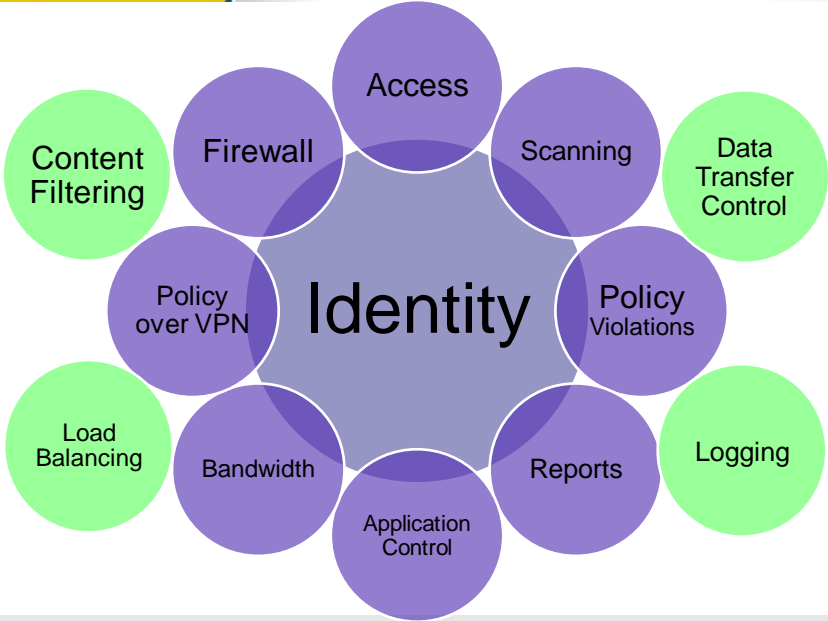 Access
Firewall
Scanning
Content
Filtering
Data
Transfer
Control
Policy
over VPN
Identity
Policy
Violations
Load
Balancing
Bandwidth
Reports
Logging
Application
Control